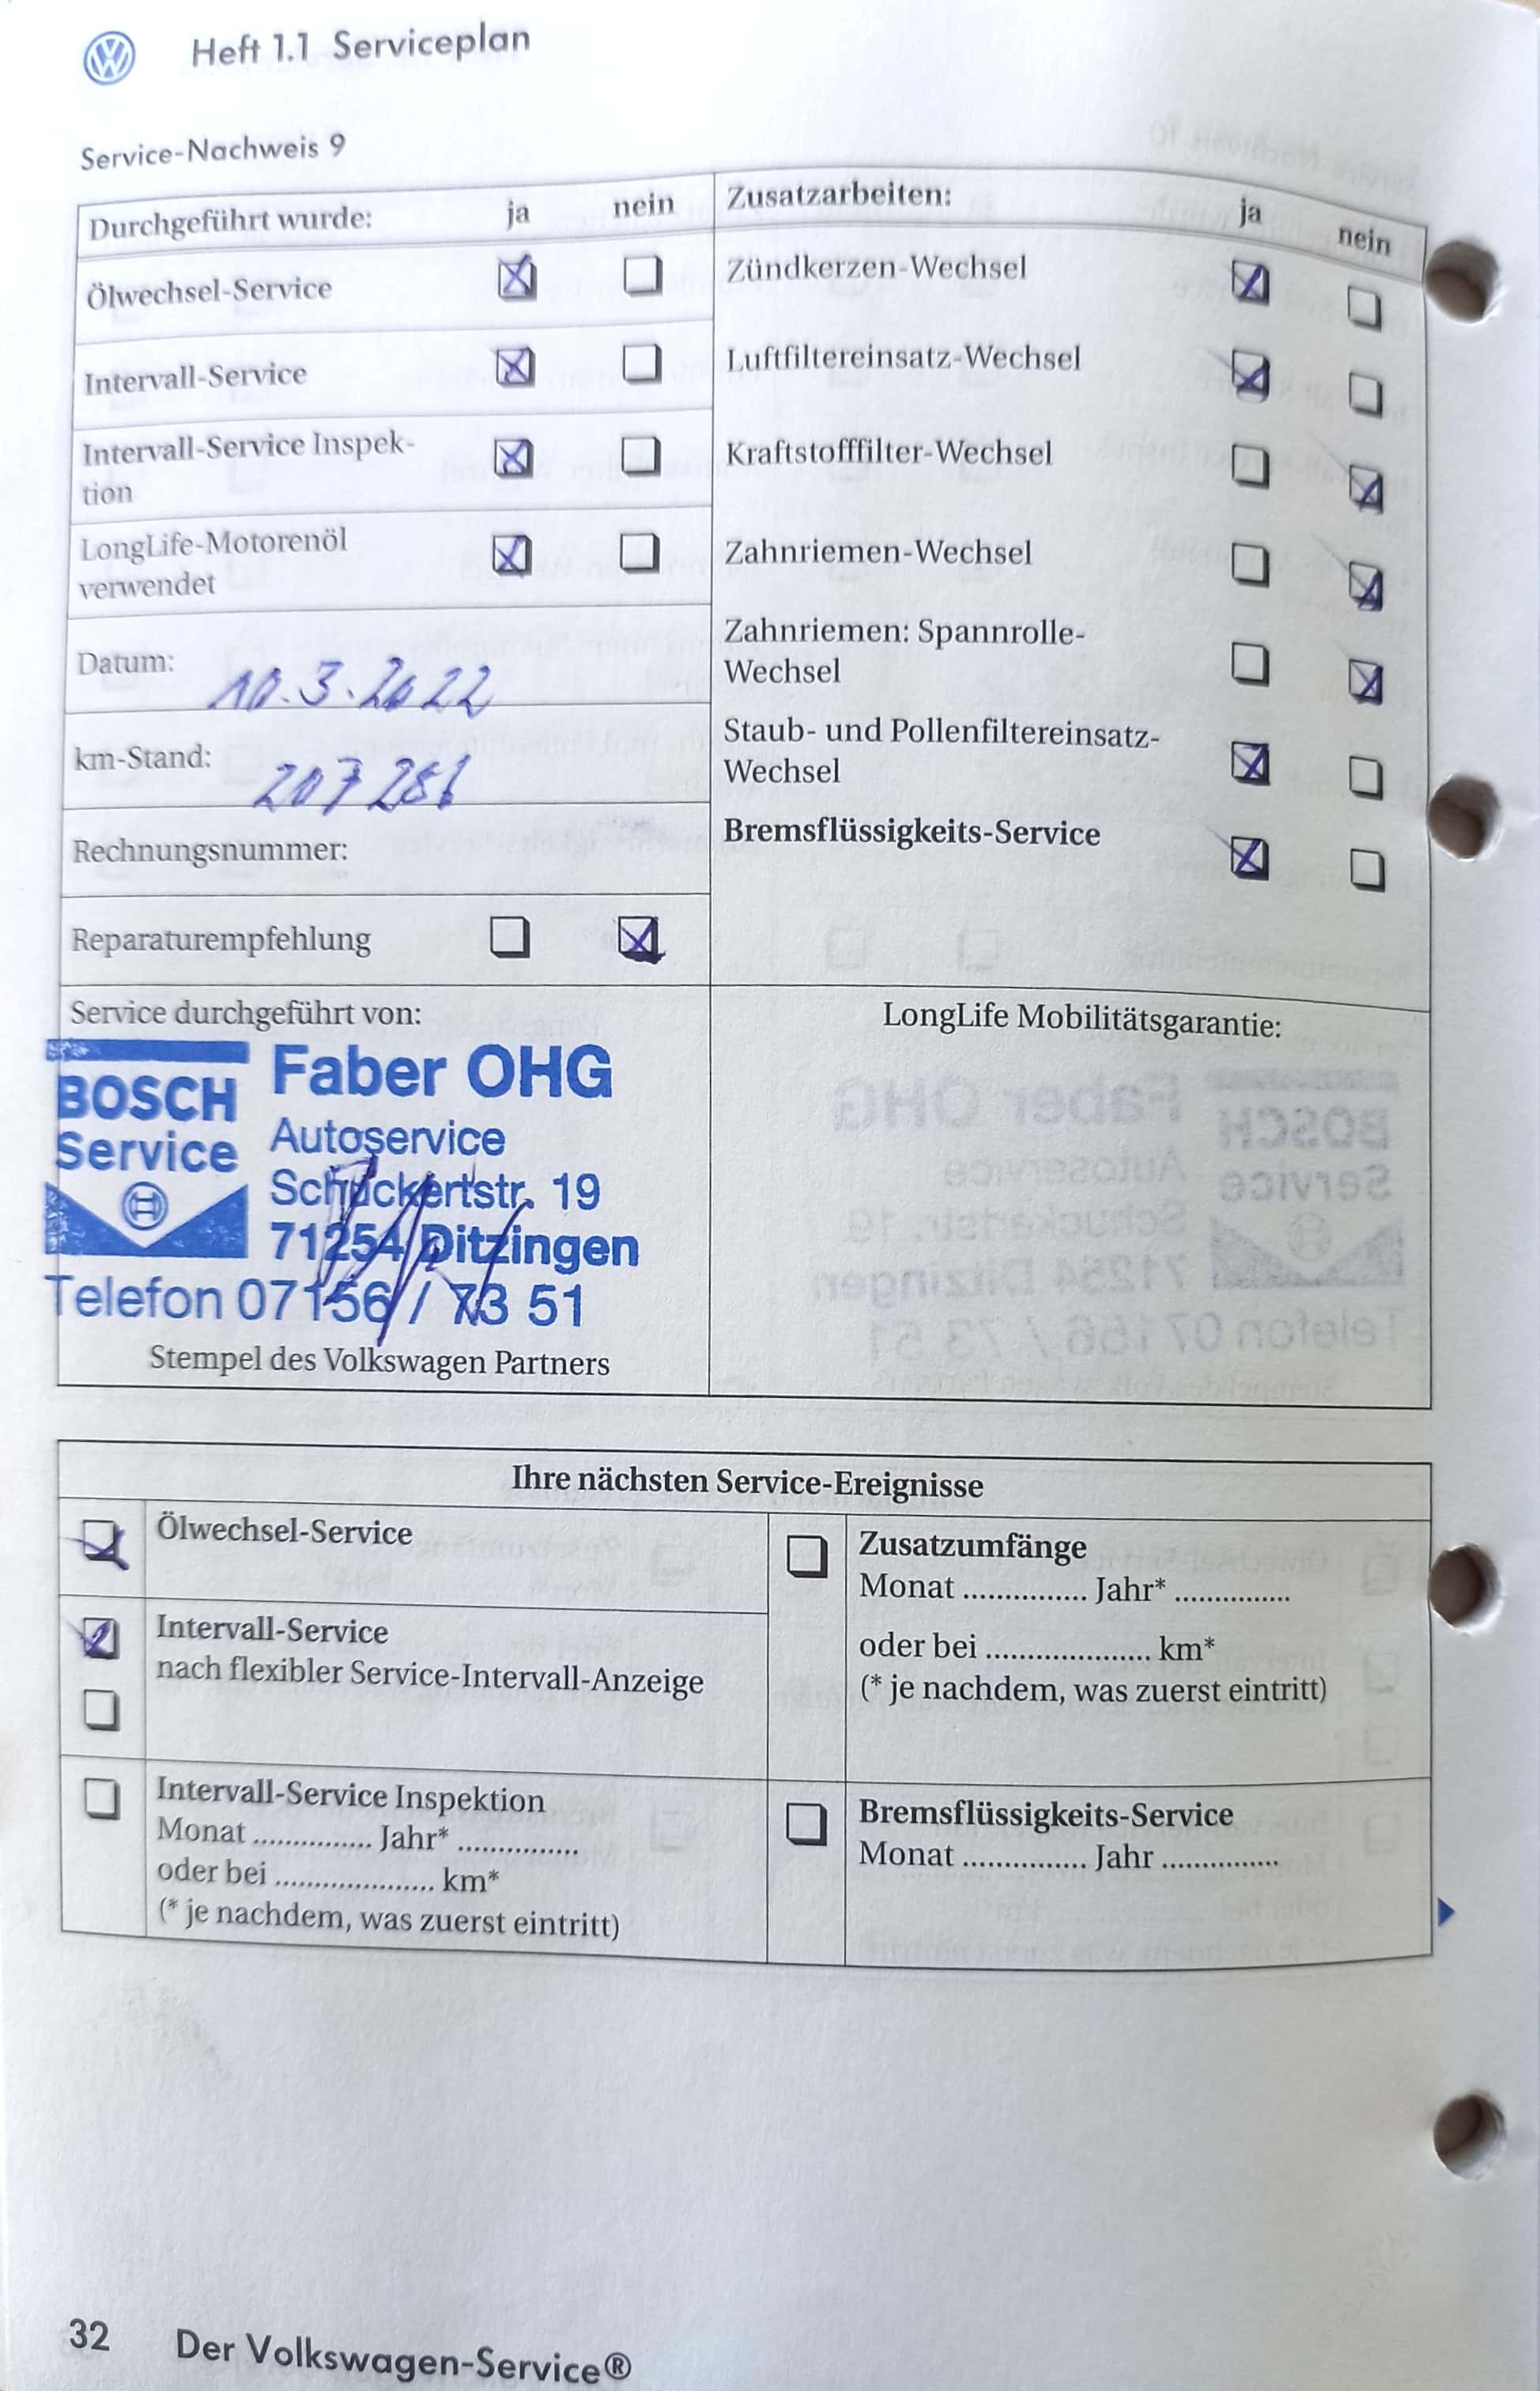 Heft 1.1 Serviceplan
Service-Nachweis 9
Durchgeführt wurde: ja nein
Ölwechsel-Service
Intervall-Service
Intervall-Service Inspek-
tion
LongLife-Motorenöl
verwendet
Datum: 10.3.2022
km-Stand: 207
Rechnungsnummer:
Reparaturempfehlung
Zusatzarbeiten: ja nein
Zündkerzen-Wechsel
Luftfiltereinsatz-Wechsel
Kraftstofffilter-Wechsel
Zahnriemen-Wechsel
Zahnriemen: Spannrolle-
Wechsel
Staub- und Pollenfiltereinsatz-
Wechsel
Bremsflüssigkeits-Service
Service durchgeführt von:
BOSCH
Service
Faber OHG
Autoservice
Schuckertstr. 19
71254 Ditzingen
Telefon 07156 / 73 51
Stempel des Volkswagen Partners
LongLife Mobilitätsgarantie:
Ihre nächsten Service-Ereignisse
Ölwechsel-Service
Intervall-Service
nach flexibler Service-Intervall-Anzeige
Intervall-Service Inspektion
Monat ............... Jahr* ...............
oder bei .................... km*
(* je nachdem, was zuerst eintritt)
Zusatzumfänge
Monat ............... Jahr* ...............
oder bei .................... km*
(* je nachdem, was zuerst eintritt)
Bremsflüssigkeits-Service
Monat ............... Jahr ...............
32 Der Volkswagen-Service®